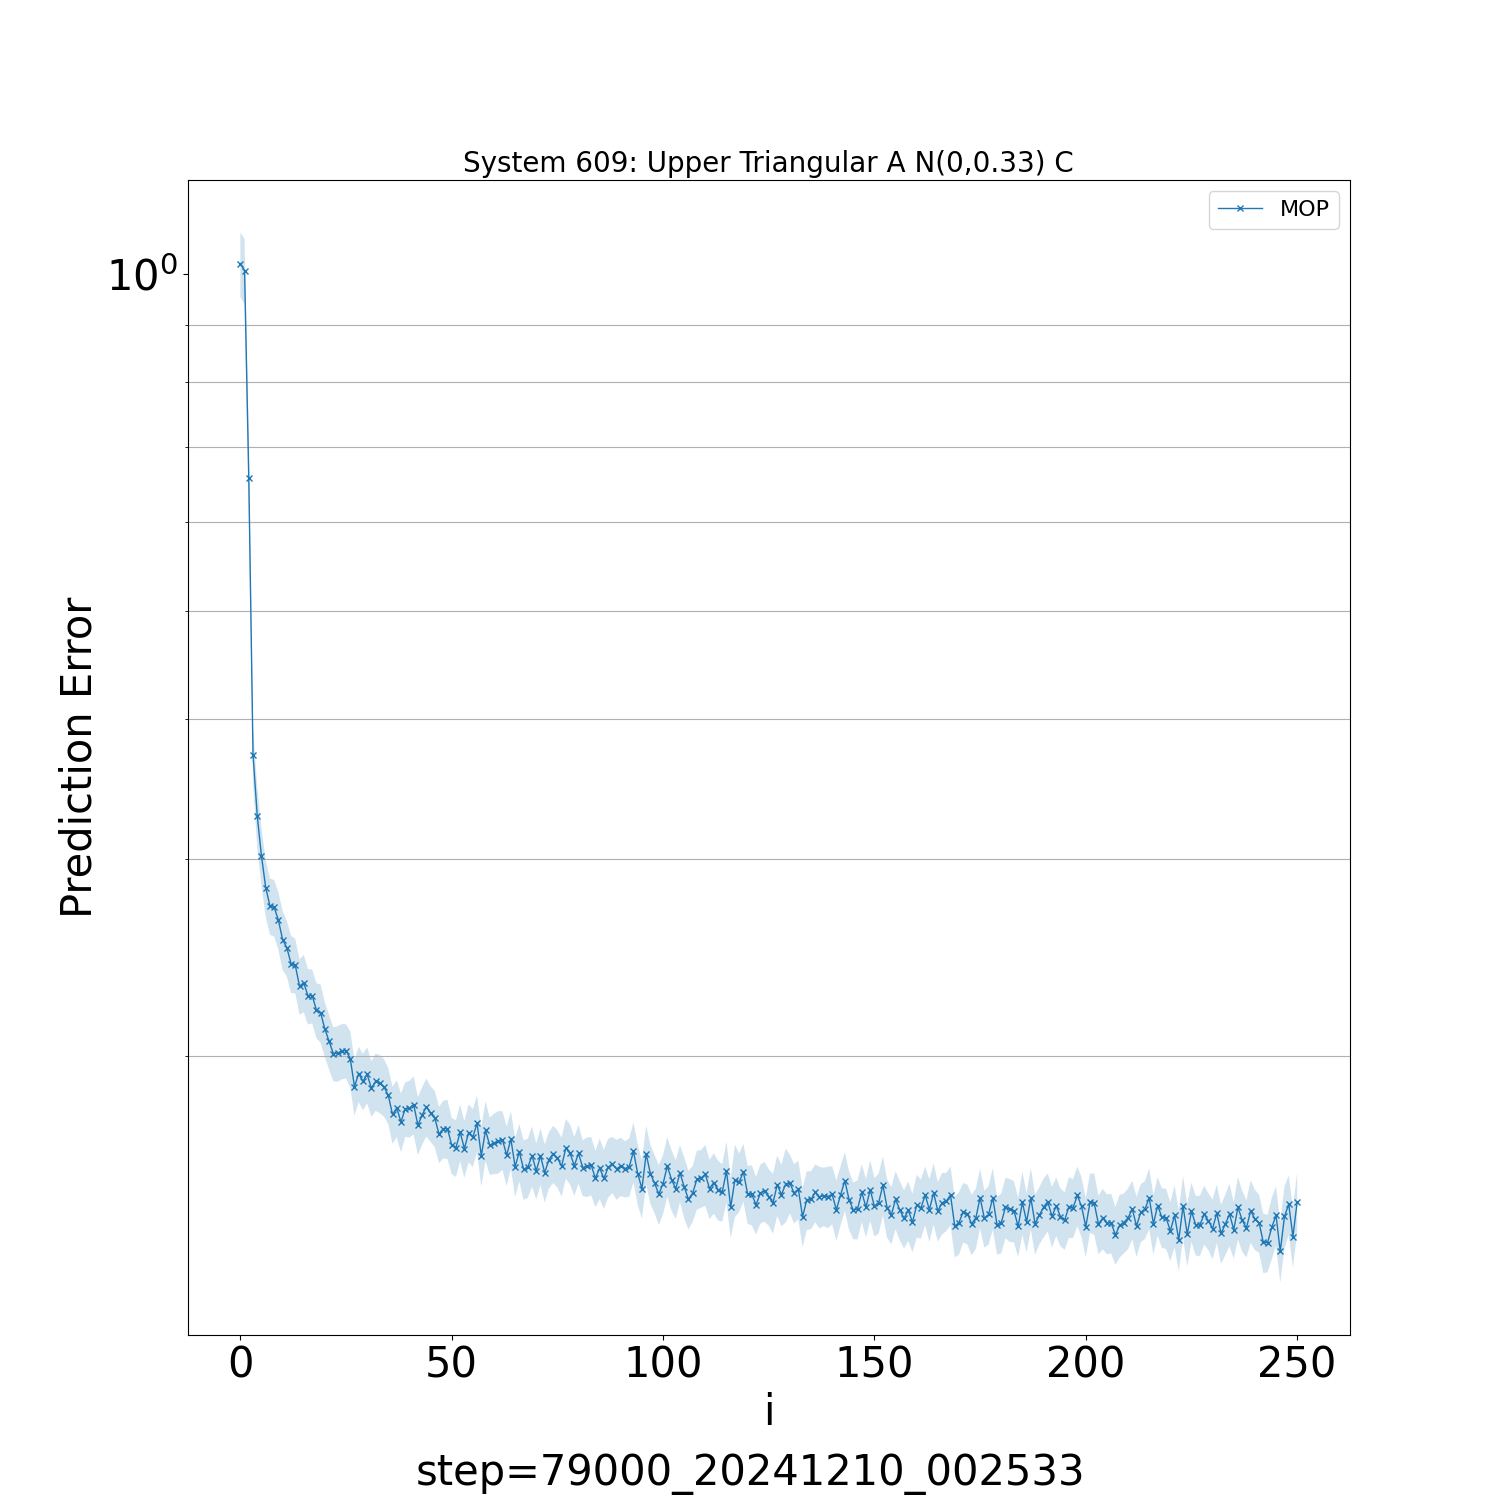 System 609: Upper Triangular A N(0,0.33) C
MOP
10⁰
Prediction Error
0 50 100 150 200 250
i
step=79000_20241210_002533